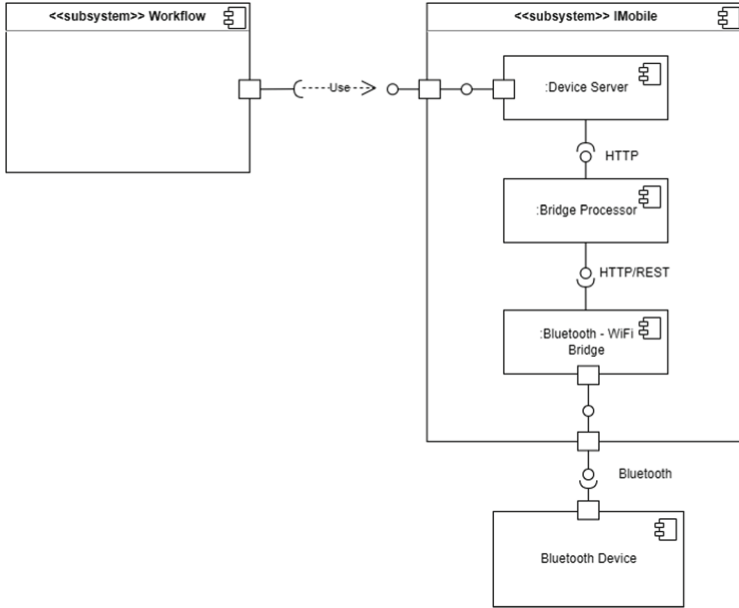 <<subsystem>> Workflow
<<subsystem>> IMobile
:Device Server
Use
HTTP
:Bridge Processor
HTTP/REST
:Bluetooth - WiFi
Bridge
Bluetooth
Bluetooth Device